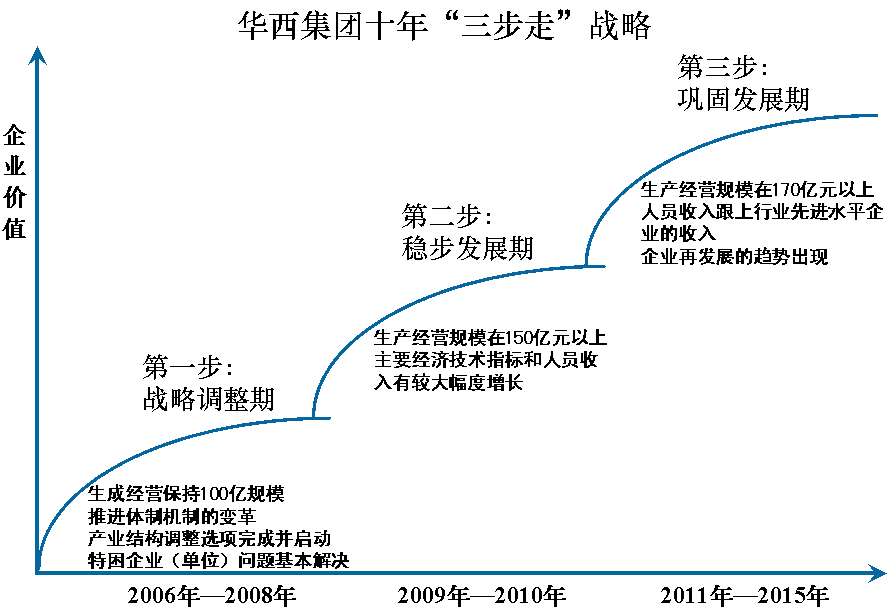 华西集团十年“三步走”战略
企业价值
第三步:
巩固发展期
生产经营规模在170亿元以上
人员收入跟上行业先进水平企
业的收入
企业再发展的趋势出现
第二步:
稳步发展期
生产经营规模在150亿元以上
主要经济技术指标和人员收
入有较大幅度增长
第一步:
战略调整期
生成经营保持100亿规模
推进体制机制的变革
产业结构调整选项完成并启动
特困企业（单位）问题基本解决
2006年—2008年
2009年—2010年
2011年—2015年